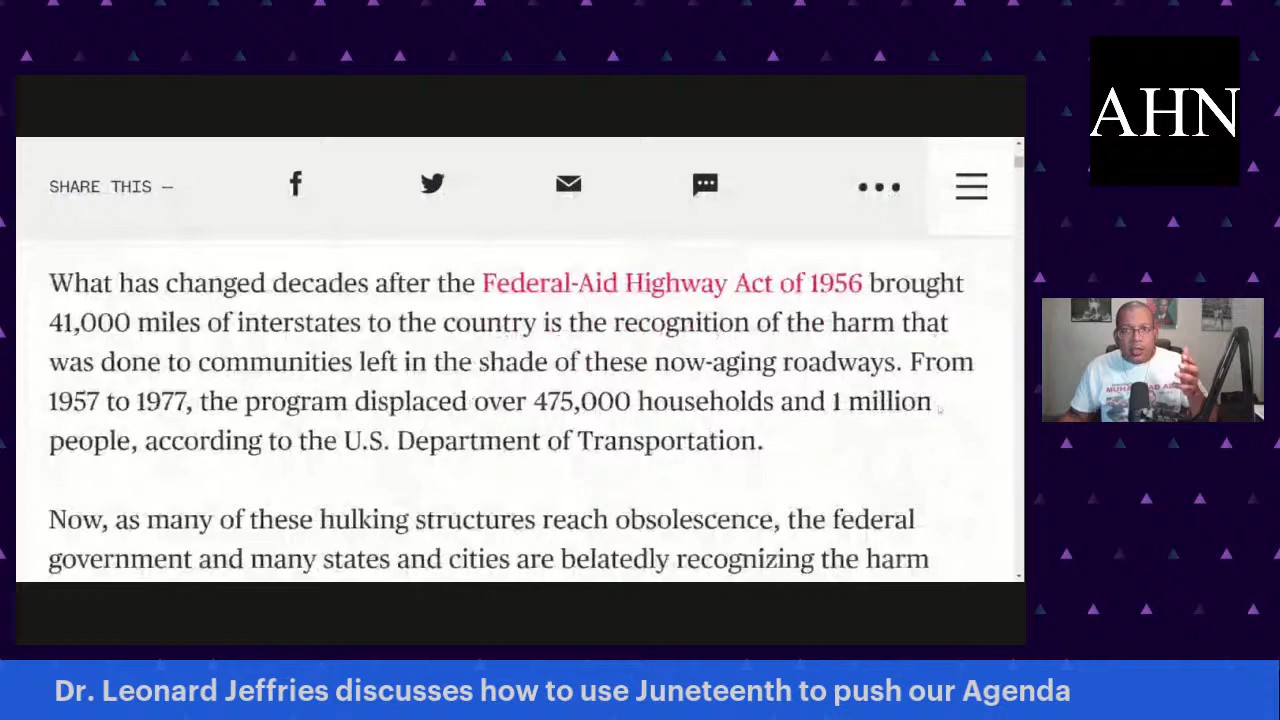 AHN
SHARE THIS —
What has changed decades after the Federal-Aid Highway Act of 1956 brought
41,000 miles of interstates to the country is the recognition of the harm that
was done to communities left in the shade of these now-aging roadways. From
1957 to 1977, the program displaced over 475,000 households and 1 million
people, according to the U.S. Department of Transportation.
Now, as many of these hulking structures reach obsolescence, the federal
government and many states and cities are belatedly recognizing the harm
Dr. Leonard Jeffries discusses how to use Juneteenth to push our Agenda